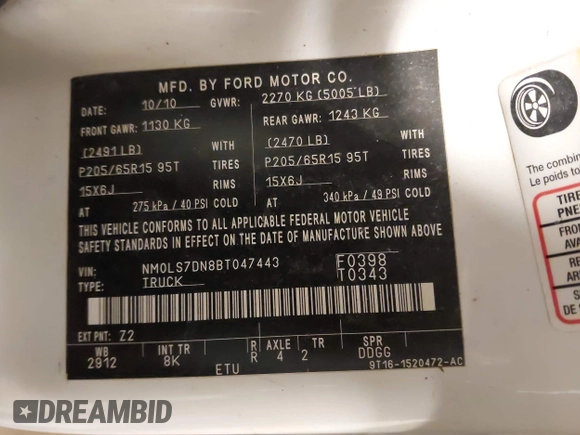 MFD. BY FORD MOTOR CO.
DATE: 10/10 GVWR: 2270 KG (5005 LB)
FRONT GAWR: 1130 KG REAR GAWR: 1243 KG
(2491 LB) WITH (2470 LB) WITH
P205/65R15 95T TIRES P205/65R15 95T TIRES
15X6J RIMS 15X6J RIMS
AT 275 kPa / 40 PSI COLD AT 340 kPa / 49 PSI COLD
THIS VEHICLE CONFORMS TO ALL APPLICABLE FEDERAL MOTOR VEHICLE
SAFETY STANDARDS IN EFFECT ON THE DATE OF MANUFACTURE SHOWN ABOVE
VIN: NM0LS7DN8BT047443 F0398
TYPE: TRUCK T0343
EXT PNT: Z2
WB INT TR R AXLE TR SPR
2912 8K R 4 2 DDGG
ETU 9T16-1520472-AC
The combine
Le poids to
TIRE
PNE
FRO
AVA
RE
AR
S
DE S
DREAMBID